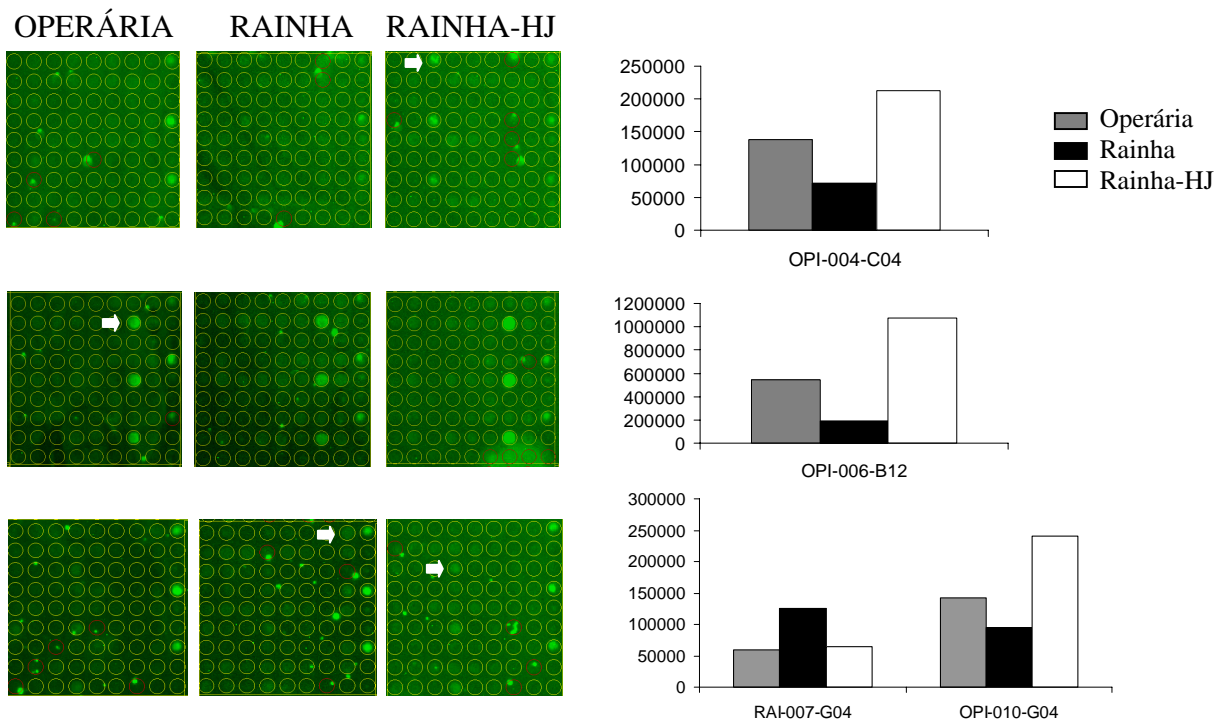 OPERÁRIA RAINHA RAINHA-HJ
250000
200000
150000
100000
50000
0
OPI-004-C04
Operária
Rainha
Rainha-HJ
1200000
1000000
800000
600000
400000
200000
0
OPI-006-B12
300000
250000
200000
150000
100000
50000
0
RAI-007-G04 OPI-010-G04